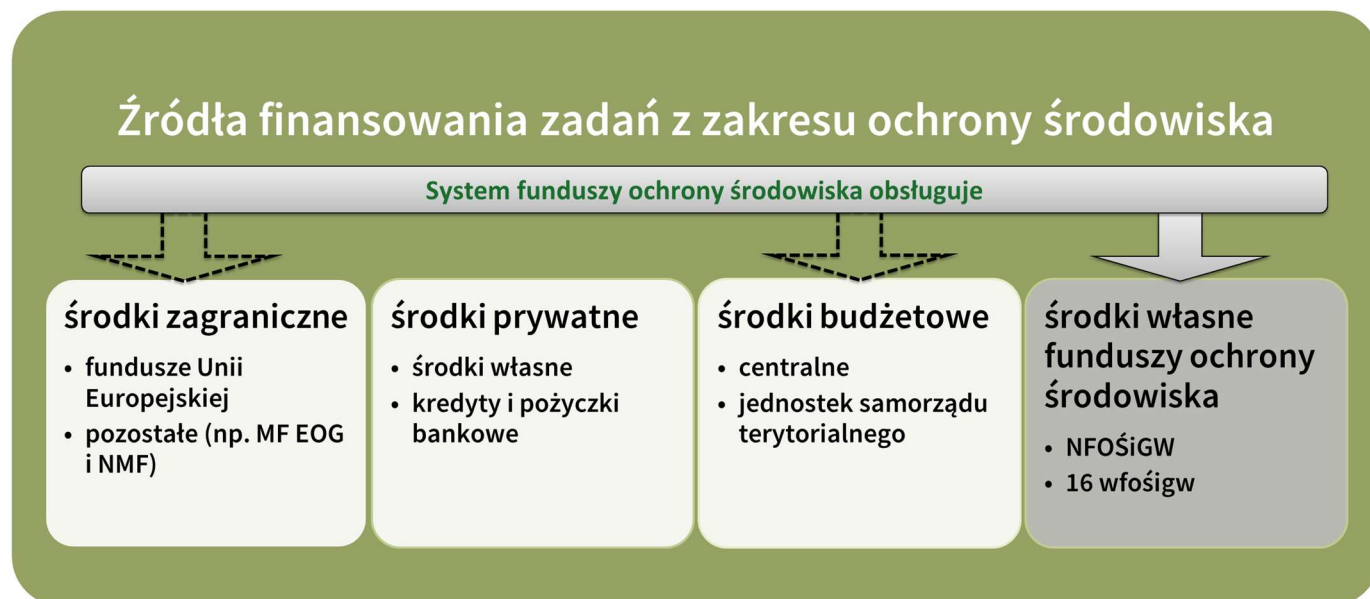 Źródła finansowania zadań z zakresu ochrony środowiska
System funduszy ochrony środowiska obsługuje
środki zagraniczne
• fundusze Unii
Europejskiej
• pozostałe (np. MF EOG
i NMF)
środki prywatne
• środki własne
• kredyty i pożyczki
bankowe
środki budżetowe
• centralne
• jednostek samorządu
terytorialnego
środki własne
funduszy ochrony
środowiska
• NFOŚiGW
• 16 wfośigw